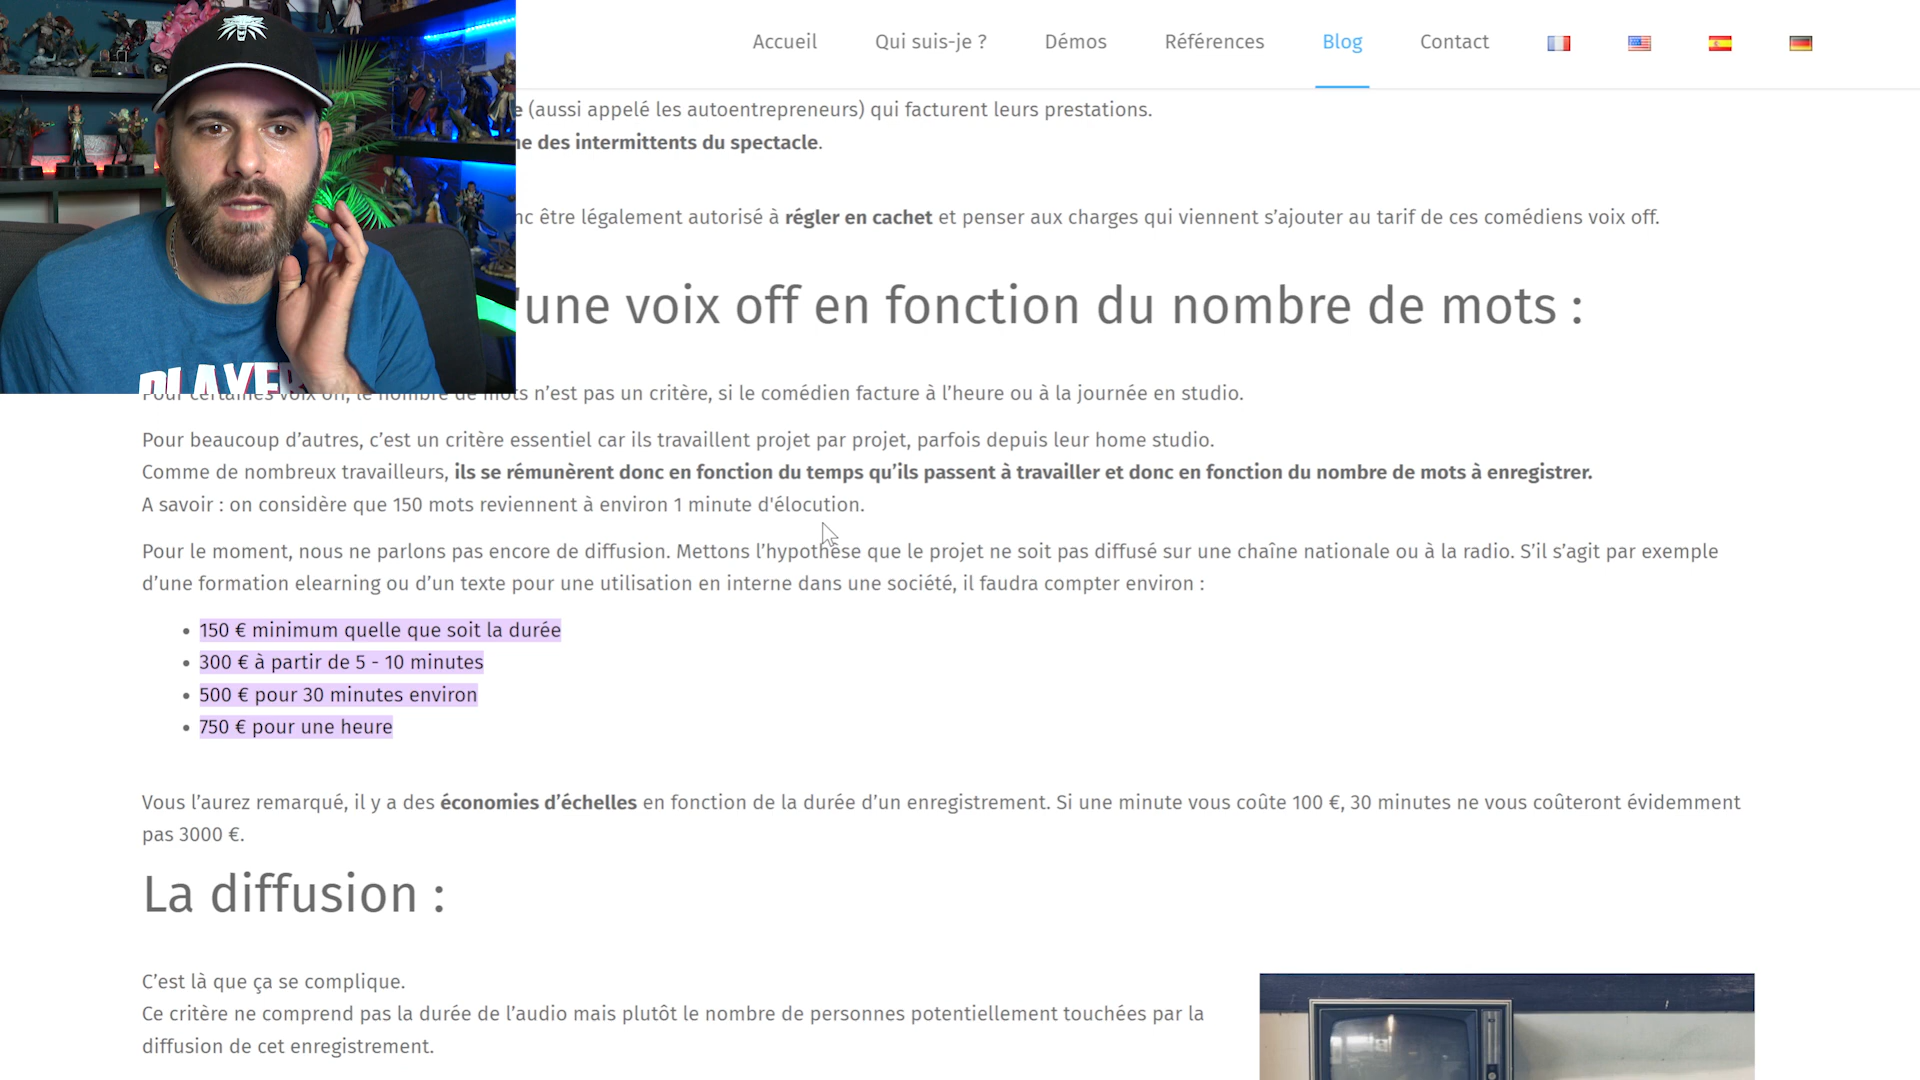 Accueil Qui suis-je ? Démos Références Blog Contact
(aussi appelé les autoentrepreneurs) qui facturent leurs prestations.
des intermittents du spectacle.
être légalement autorisé à régler en cachet et penser aux charges qui viennent s’ajouter au tarif de ces comédiens voix off.
'une voix off en fonction du nombre de mots :
PLAYER
Pour certaines voix off, le nombre de mots n’est pas un critère, si le comédien facture à l’heure ou à la journée en studio.
Pour beaucoup d’autres, c’est un critère essentiel car ils travaillent projet par projet, parfois depuis leur home studio.
Comme de nombreux travailleurs, ils se rémunèrent donc en fonction du temps qu’ils passent à travailler et donc en fonction du nombre de mots à enregistrer.
A savoir : on considère que 150 mots reviennent à environ 1 minute d'élocution.
Pour le moment, nous ne parlons pas encore de diffusion. Mettons l’hypothèse que le projet ne soit pas diffusé sur une chaîne nationale ou à la radio. S’il s’agit par exemple
d’une formation elearning ou d’un texte pour une utilisation en interne dans une société, il faudra compter environ :
• 150 € minimum quelle que soit la durée
• 300 € à partir de 5 - 10 minutes
• 500 € pour 30 minutes environ
• 750 € pour une heure
Vous l’aurez remarqué, il y a des économies d’échelles en fonction de la durée d’un enregistrement. Si une minute vous coûte 100 €, 30 minutes ne vous coûteront évidemment
pas 3000 €.
La diffusion :
C’est là que ça se complique.
Ce critère ne comprend pas la durée de l’audio mais plutôt le nombre de personnes potentiellement touchées par la
diffusion de cet enregistrement.